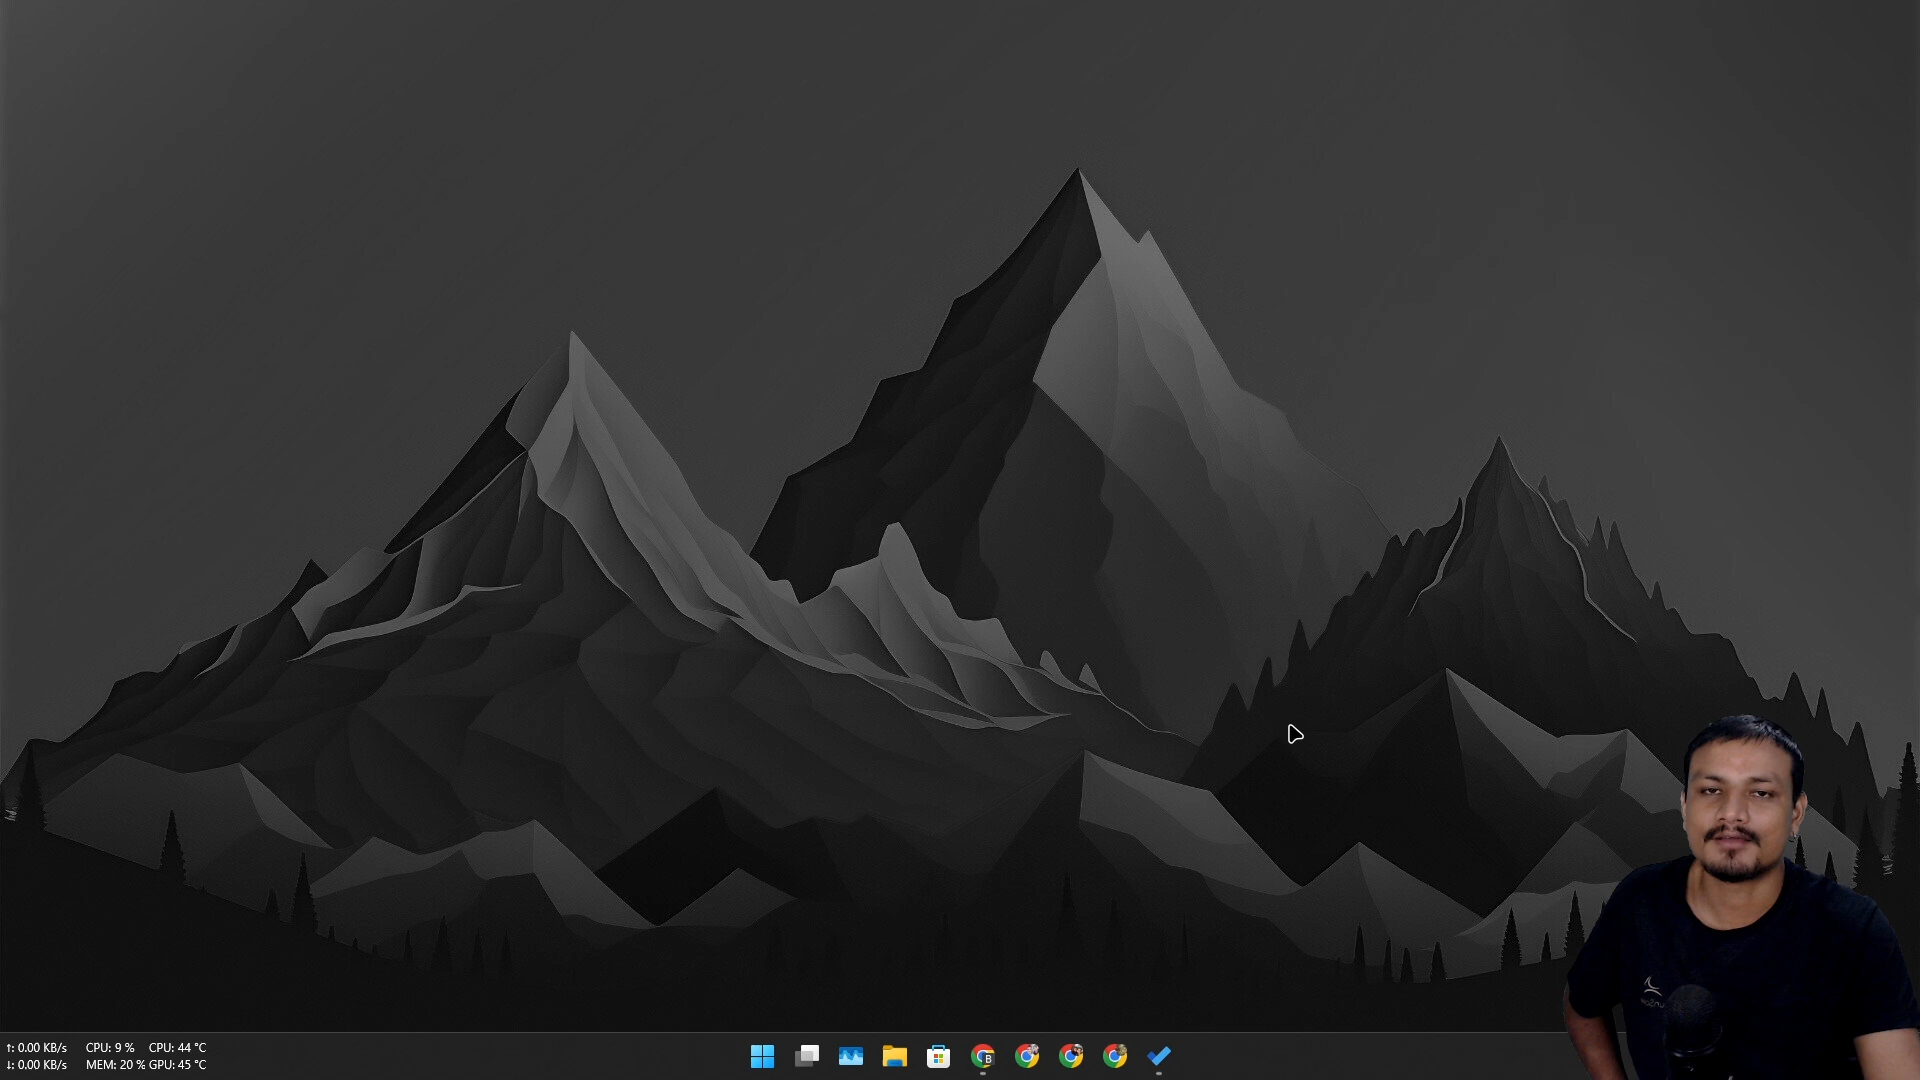 ↑: 0.00 KB/s CPU: 9 % CPU: 44 °C
↓: 0.00 KB/s MEM: 20 % GPU: 45 °C
B